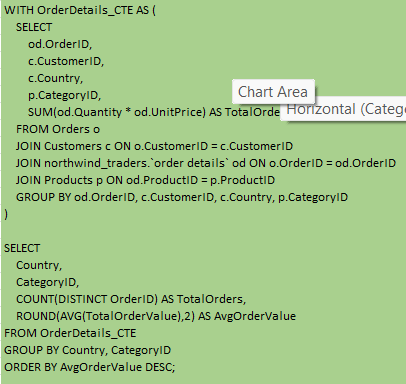 WITH OrderDetails_CTE AS (
SELECT
od.OrderID,
c.CustomerID,
c.Country,
p.CategoryID,
Chart Area
SUM(od.Quantity * od.UnitPrice) AS
Horizontal
FROM Orders o
JOIN Customers c ON o.CustomerID = c.CustomerID
JOIN northwind_traders.`order details` od ON o.OrderID = od.OrderID
JOIN Products p ON od.ProductID = p.ProductID
GROUP BY od.OrderID, c.CustomerID, c.Country, p.CategoryID
)
SELECT
Country,
CategoryID,
COUNT(DISTINCT OrderID) AS TotalOrders,
ROUND(AVG(TotalOrderValue),2) AS AvgOrderValue
FROM OrderDetails_CTE
GROUP BY Country, CategoryID
ORDER BY AvgOrderValue DESC;